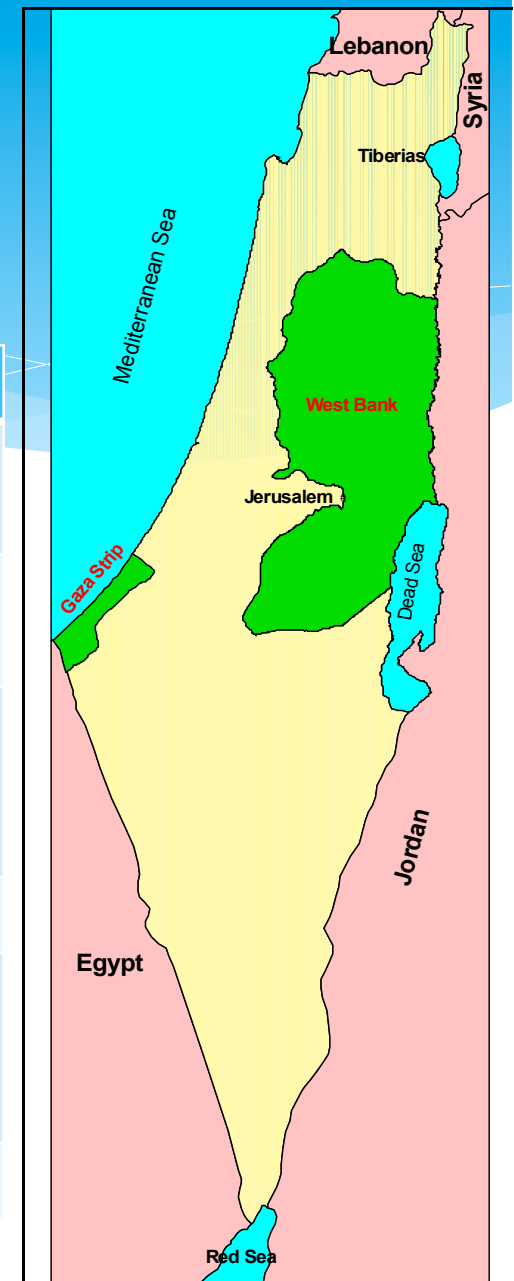 Lebanon
Syria
Tiberias
Mediterranean Sea
West Bank
Jerusalem
Gaza Strip
Dead Sea
Jordan
Egypt
Red Sea